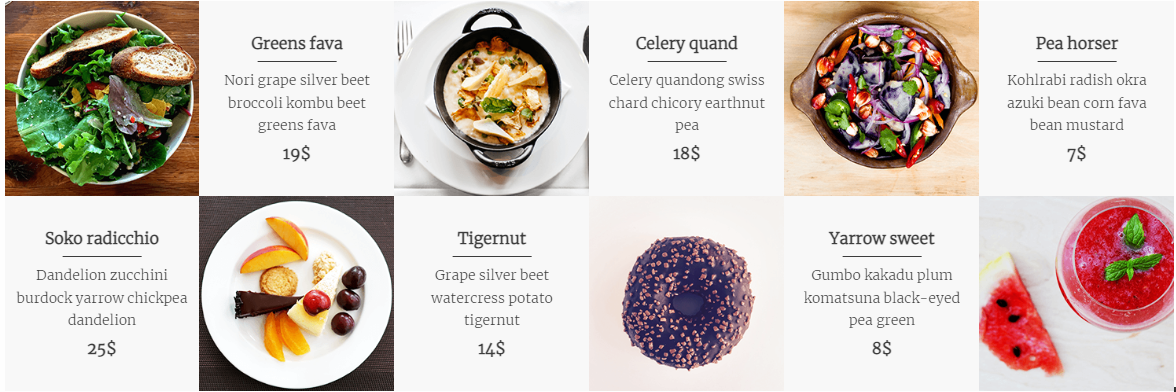 Greens fava
Nori grape silver beet
broccoli kombu beet
greens fava
19$
Celery quand
Celery quandong swiss
chard chicory earthnut
pea
18$
Pea horser
Kohlrabi radish okra
azuki bean corn fava
bean mustard
7$
Soko radicchio
Dandelion zucchini
burdock yarrow chickpea
dandelion
25$
Tigernut
Grape silver beet
watercress potato
tigernut
14$
Yarrow sweet
Gumbo kakadu plum
komatsuna black-eyed
pea green
8$